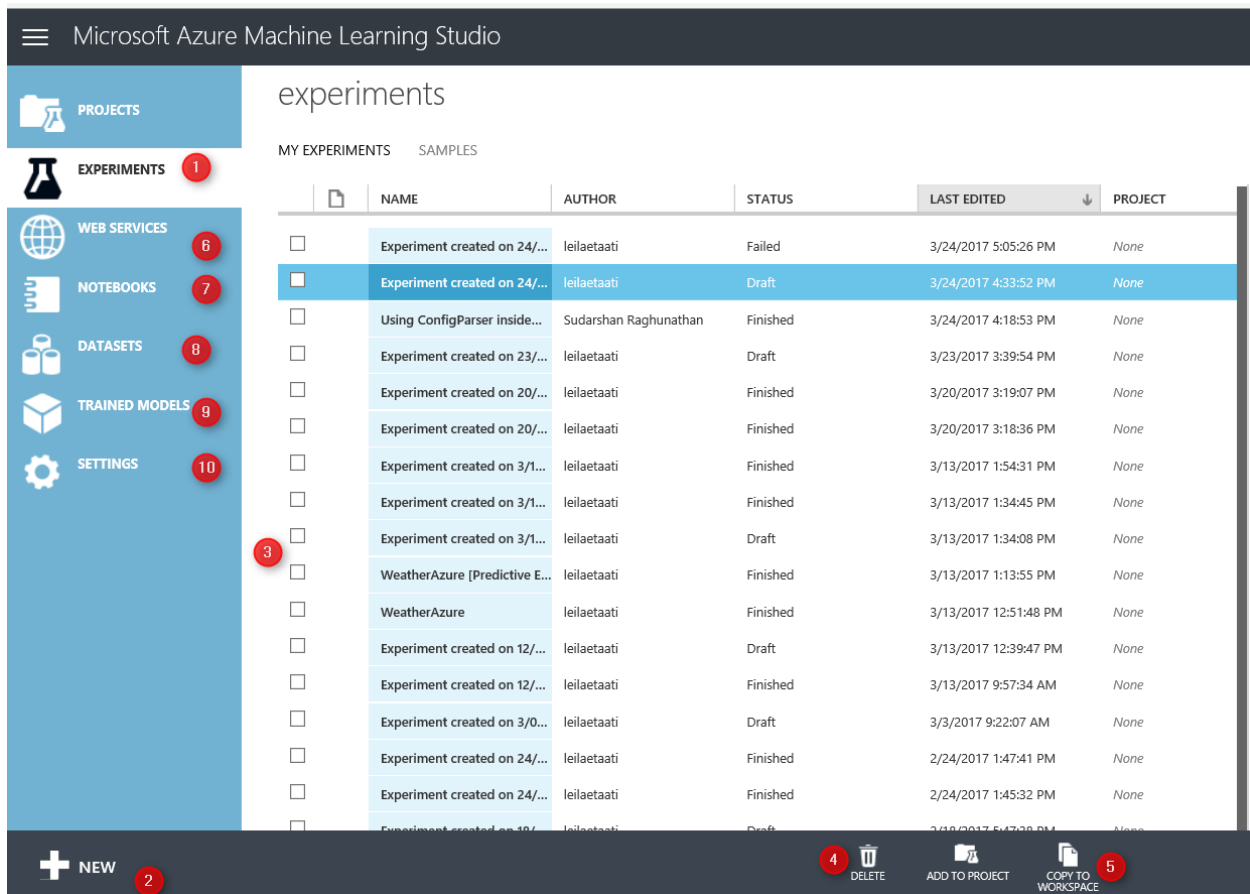 Microsoft Azure Machine Learning Studio
PROJECTS
EXPERIMENTS 1
WEB SERVICES 6
NOTEBOOKS 7
DATASETS 8
TRAINED MODELS 9
SETTINGS 10
experiments
MY EXPERIMENTS SAMPLES
NAME AUTHOR STATUS LAST EDITED PROJECT
Experiment created on 24/... leilaetaati Failed 3/24/2017 5:05:26 PM None
Experiment created on 24/... leilaetaati Draft 3/24/2017 4:33:52 PM None
Using ConfigParser inside... Sudarshan Raghunathan Finished 3/24/2017 4:18:53 PM None
Experiment created on 23/... leilaetaati Draft 3/23/2017 3:39:54 PM None
Experiment created on 20/... leilaetaati Finished 3/20/2017 3:19:07 PM None
Experiment created on 20/... leilaetaati Finished 3/20/2017 3:18:36 PM None
Experiment created on 3/1... leilaetaati Finished 3/13/2017 1:54:31 PM None
Experiment created on 3/1... leilaetaati Finished 3/13/2017 1:34:45 PM None
Experiment created on 3/1... leilaetaati Draft 3/13/2017 1:34:08 PM None
3
WeatherAzure [Predictive E... leilaetaati Finished 3/13/2017 1:13:55 PM None
WeatherAzure leilaetaati Finished 3/13/2017 12:51:48 PM None
Experiment created on 12/... leilaetaati Draft 3/13/2017 12:39:47 PM None
Experiment created on 12/... leilaetaati Finished 3/13/2017 9:57:34 AM None
Experiment created on 3/0... leilaetaati Draft 3/3/2017 9:22:07 AM None
Experiment created on 24/... leilaetaati Finished 2/24/2017 1:47:41 PM None
Experiment created on 24/... leilaetaati Finished 2/24/2017 1:45:32 PM None
Experiment created on leilaetaati Draft None
NEW 2
4 DELETE
ADD TO PROJECT
COPY TO WORKSPACE 5